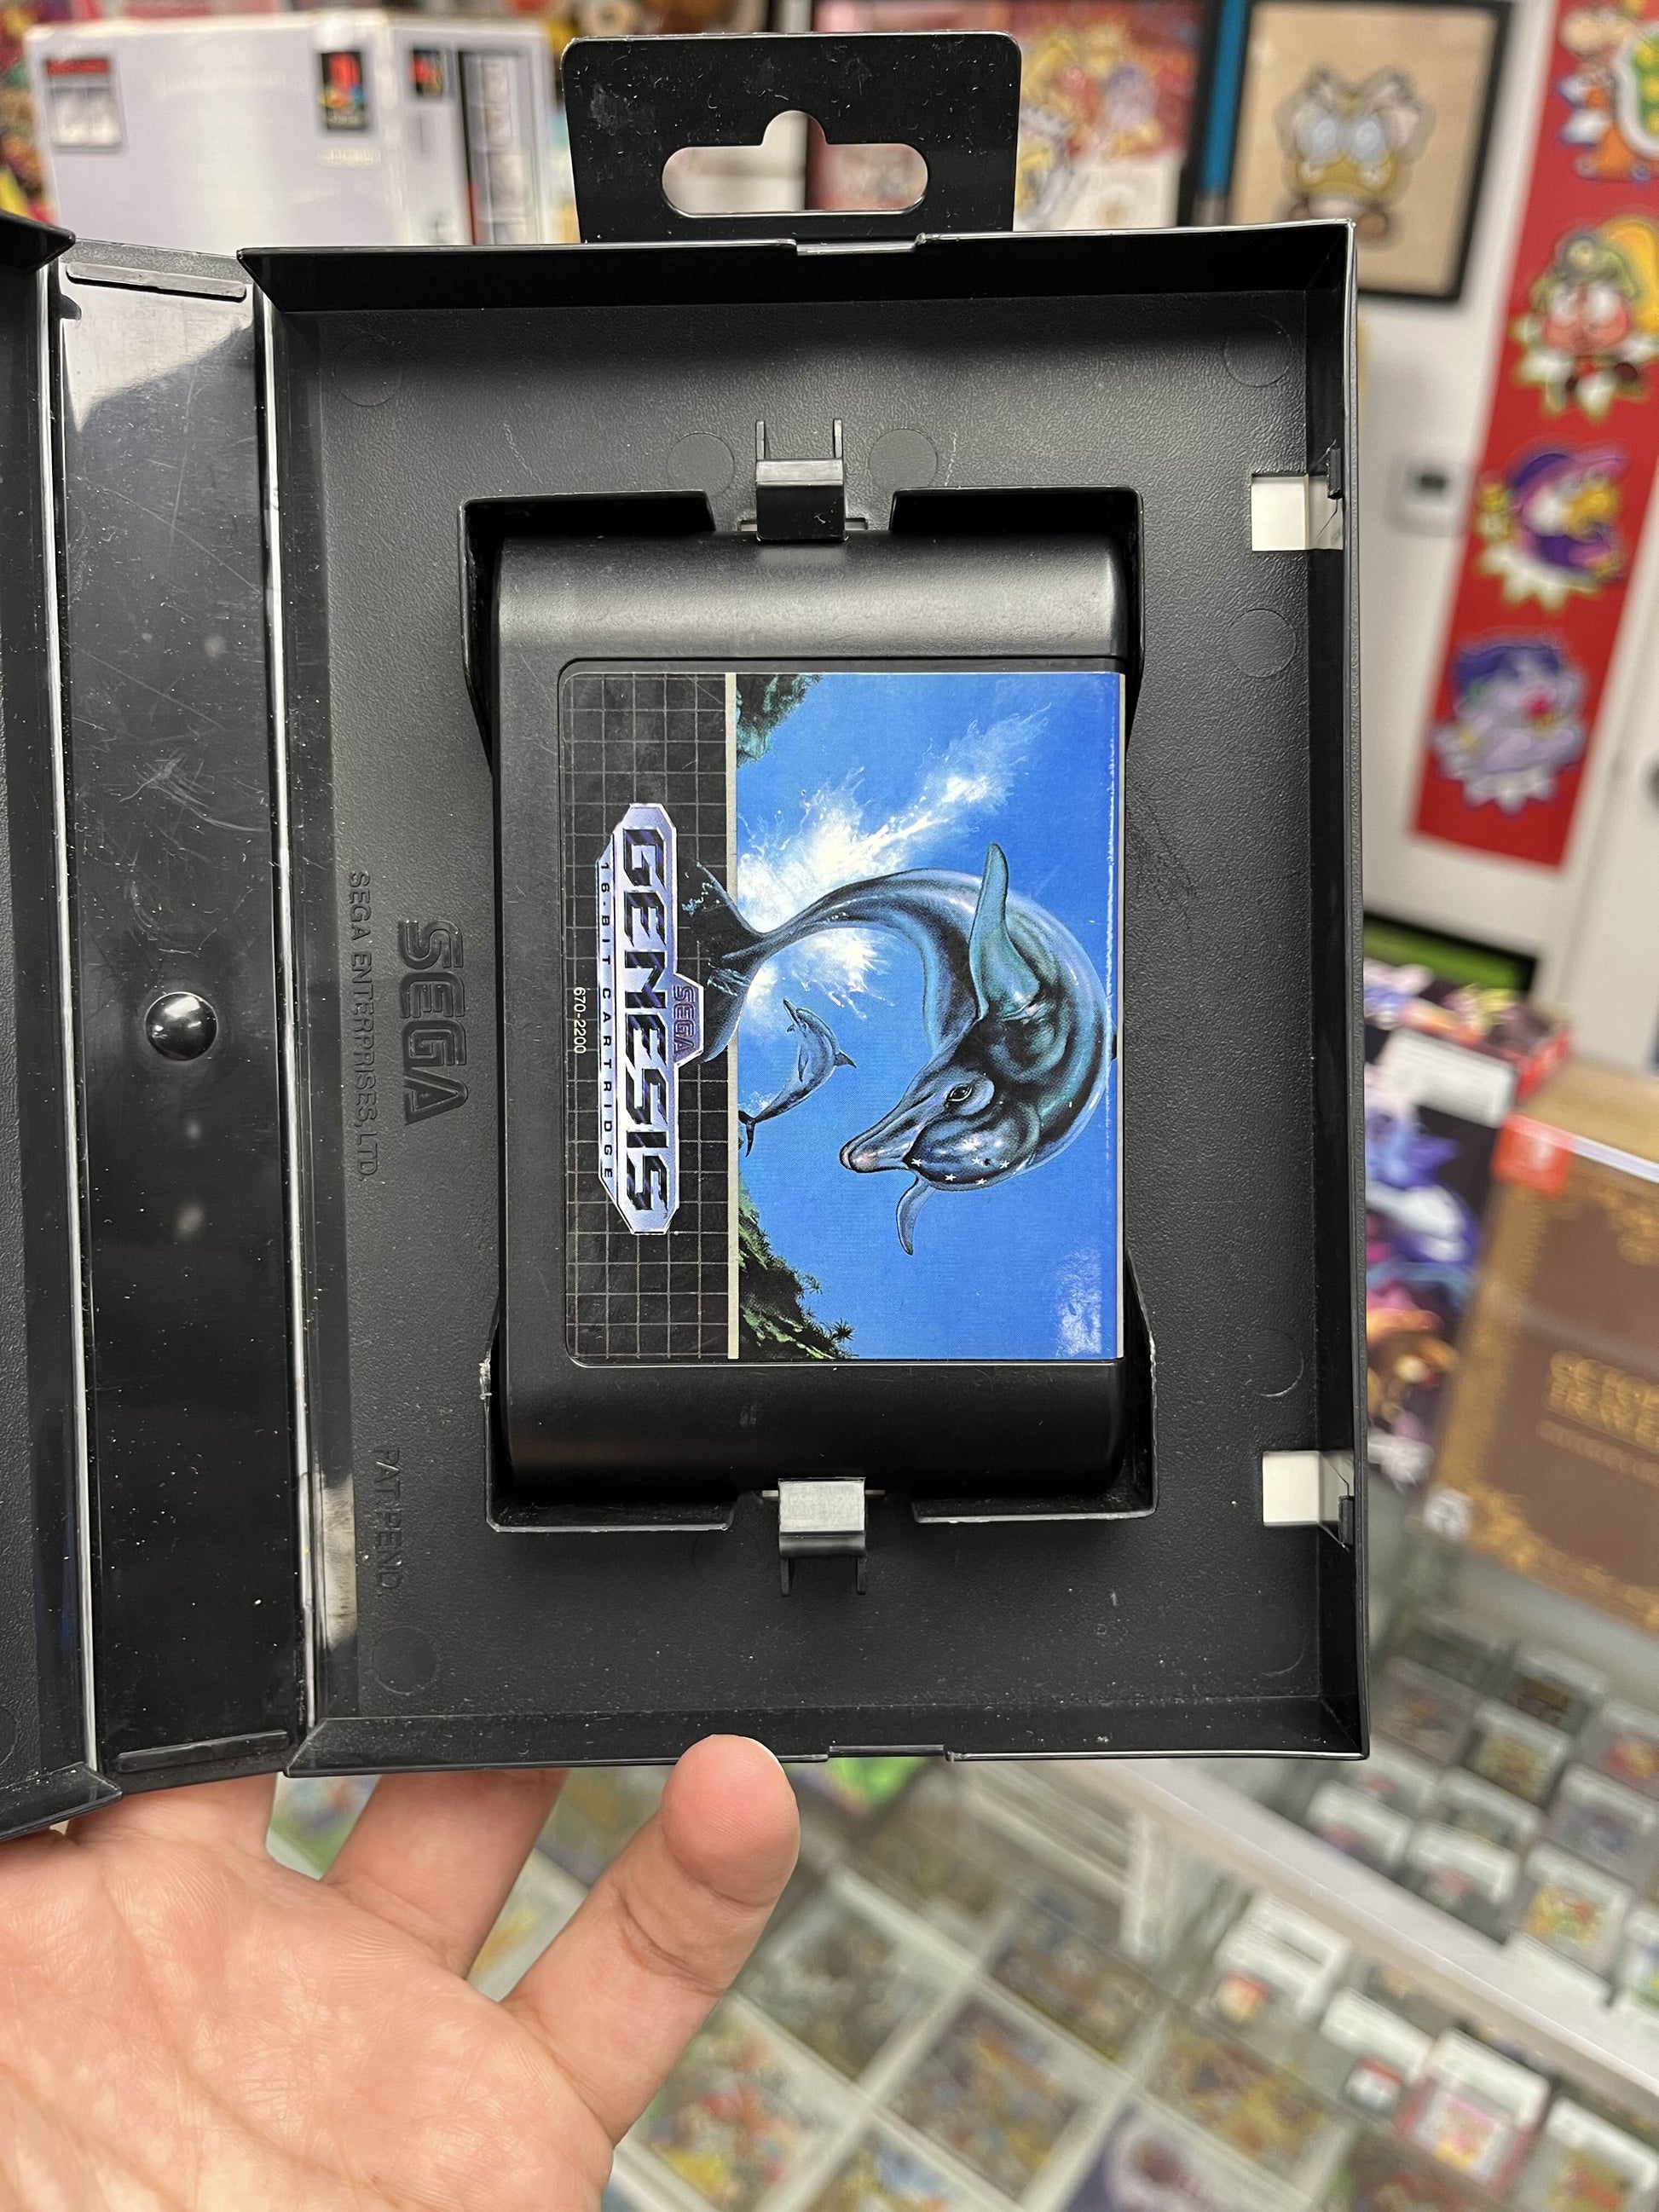 SEGA
GENESIS
16-BIT CARTRIDGE
670-2200
SEGA
SEGA ENTERPRISES, LTD.
PAT. PEND.